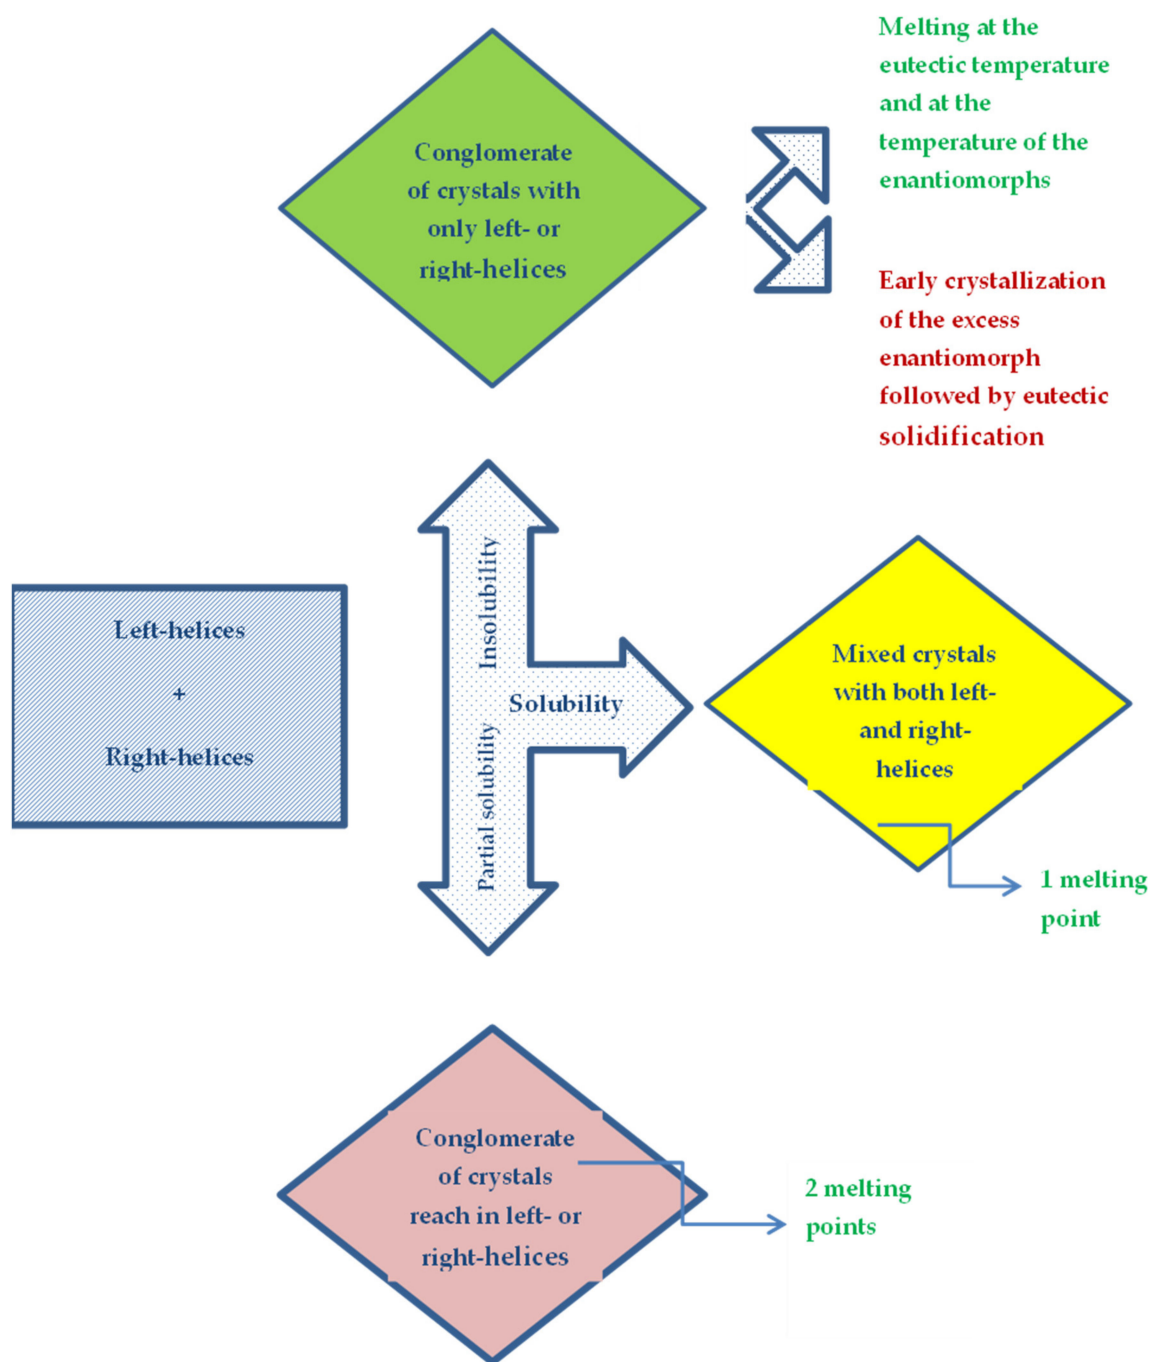 Melting at the
eutectic temperature
and at the
temperature of the
enantiomorphs
Conglomerate
of crystals with
only left- or
right-helices
Early crystallization
of the excess
enantiomorph
followed by eutectic
solidification
Insolubility
Left-helices
+
Right-helices
Solubility
Partial solubility
Mixed crystals
with both left-
and right-
helices
1 melting
point
Conglomerate
of crystals
reach in left- or
right-helices
2 melting
points